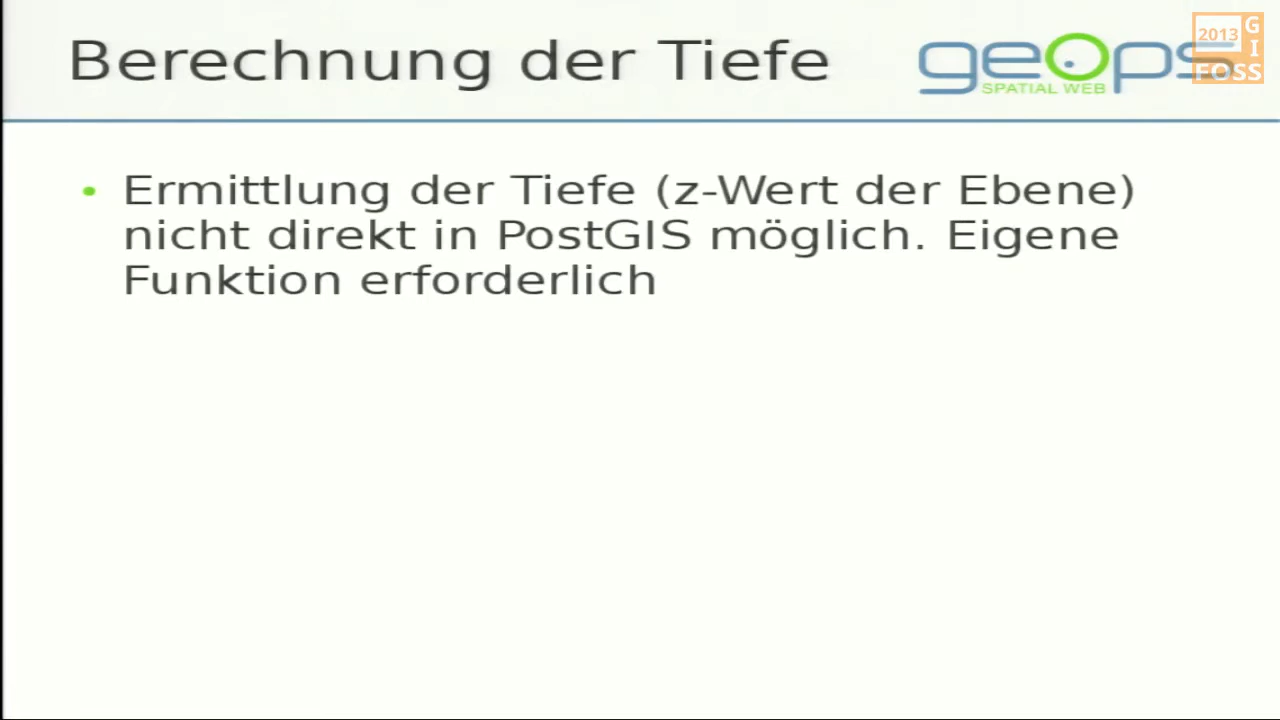 Berechnung der Tiefe
geOps
SPATIAL WEB
2013
G
I
FOSS
• Ermittlung der Tiefe (z-Wert der Ebene)
nicht direkt in PostGIS möglich. Eigene
Funktion erforderlich